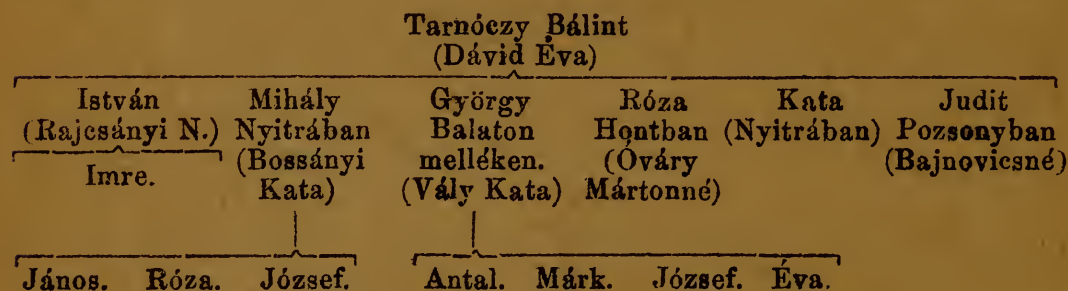 Tarnóczy Bálint
(Dávid Éva)
István Mihály György Róza Kata Judit
(Rajcsányi N.) Nyitrában Balaton Hontban (Nyitrában) Pozsonyban
Imre. (Bossányi Kata) melléken. (Óváry Mártonné) (Bajnovicsné)
(Vály Kata)
János. Róza. József. Antal. Márk. József. Éva.